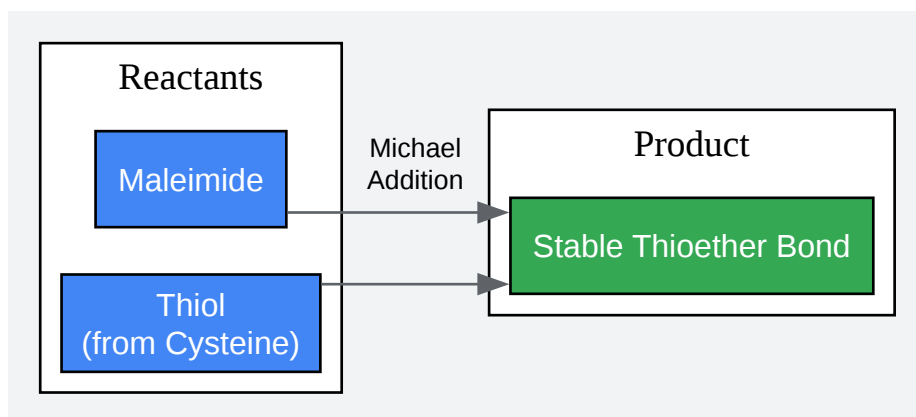 Reactants
Maleimide
Thiol
(from Cysteine)
Michael
Addition
Product
Stable Thioether Bond